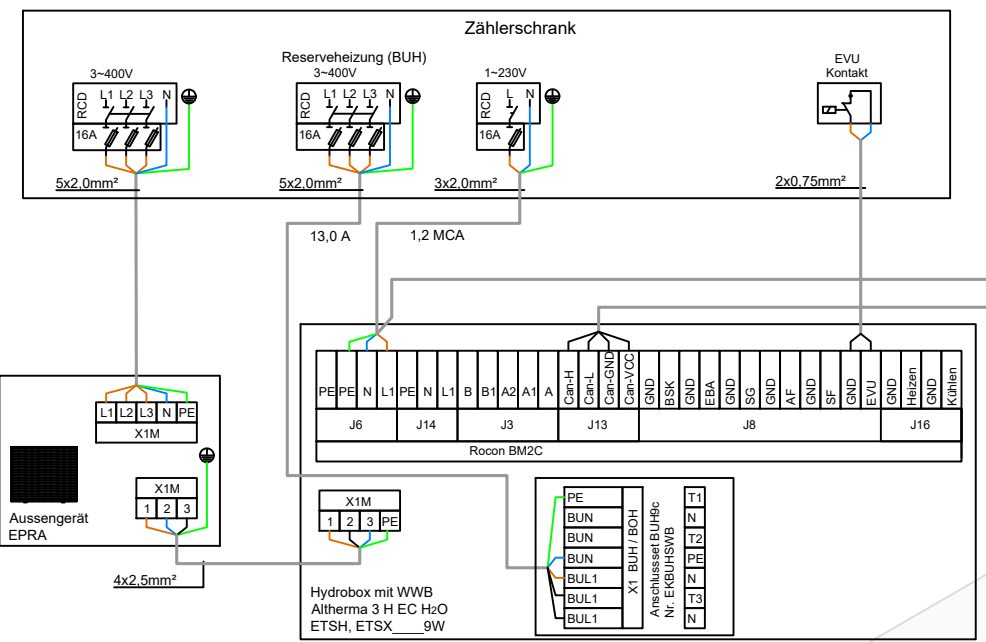 Zählerschrank
Reserveheizung (BUH)
3~400V
3~400V
1~230V
EVU
Kontakt
RCD
L1 L2 L3 N
16A
RCD
L1 L2 L3 N
16A
RCD
L N
16A
5x2,0mm²
5x2,0mm²
3x2,0mm²
2x0,75mm²
13,0 A
1,2 MCA
PE PE N L1 PE N L1 B B1 A2 A1 A Can-H Can-L Can-GND Can-VCC GND BSK GND EBA GND SG GND AF GND SF GND EVU GND Heizen GND Kühlen
J6 J14 J3 J13 J8 J16
Rocon BM2C
L1 L2 L3 N PE
X1M
X1M
1 2 3
Aussengerät
EPRA
4x2,5mm²
X1M
1 2 3 PE
Hydrobox mit WWB
Altherma 3 H EC H2O
ETSH, ETSX____9W
PE
BUN
BUN
BUN
BUL1
BUL1
BUL1
X1 BUH / BOH
Anschlussset BUH9c
Nr. EKBUHSWB
T1
N
T2
PE
N
T3
N